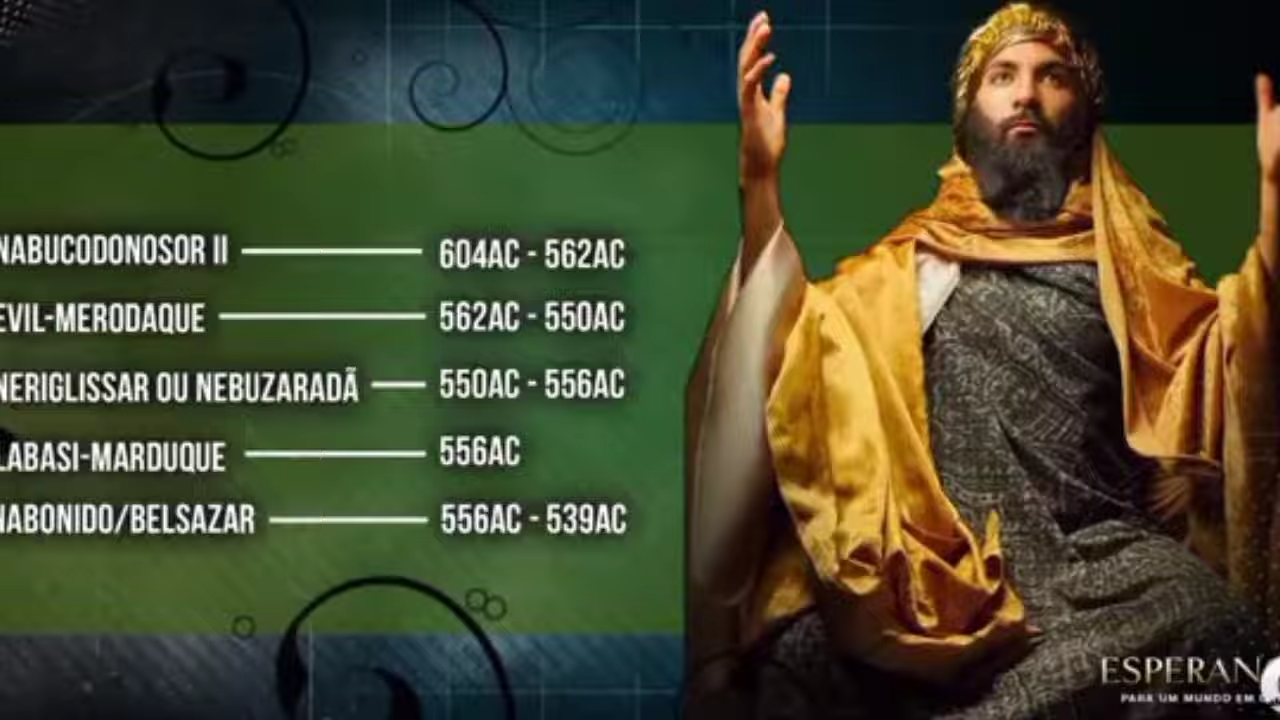 NABUCODONOSOR II 604AC - 562AC
EVIL-MERODAQUE 562AC - 550AC
NERIGLISSAR OU NEBUZARADÃ 550AC - 556AC
LABASI-MARDUQUE 556AC
NABONIDO/BELSAZAR 556AC - 539AC
ESPERAN
PARA UM MUNDO EM